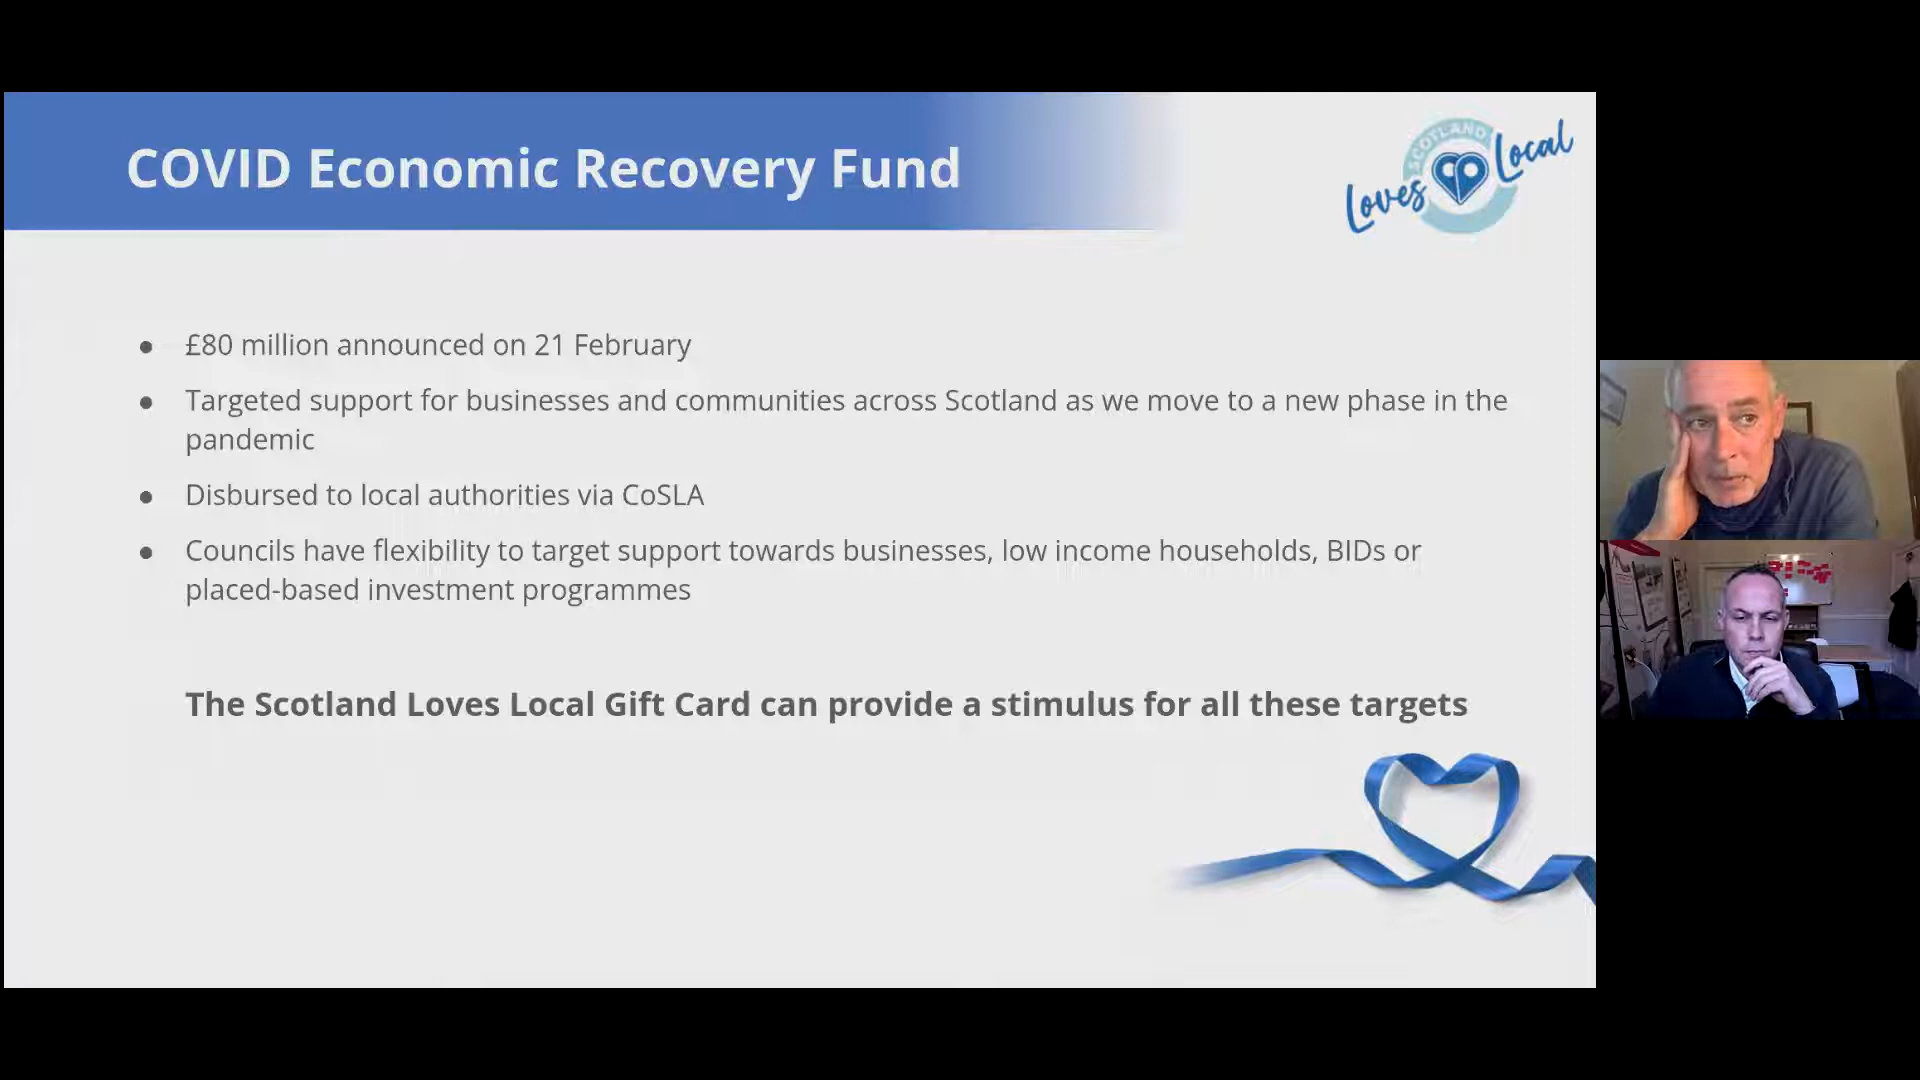 COVID Economic Recovery Fund
SCOTLAND
Loves Local
● £80 million announced on 21 February
● Targeted support for businesses and communities across Scotland as we move to a new phase in the
pandemic
● Disbursed to local authorities via CoSLA
● Councils have flexibility to target support towards businesses, low income households, BIDs or
placed-based investment programmes
The Scotland Loves Local Gift Card can provide a stimulus for all these targets